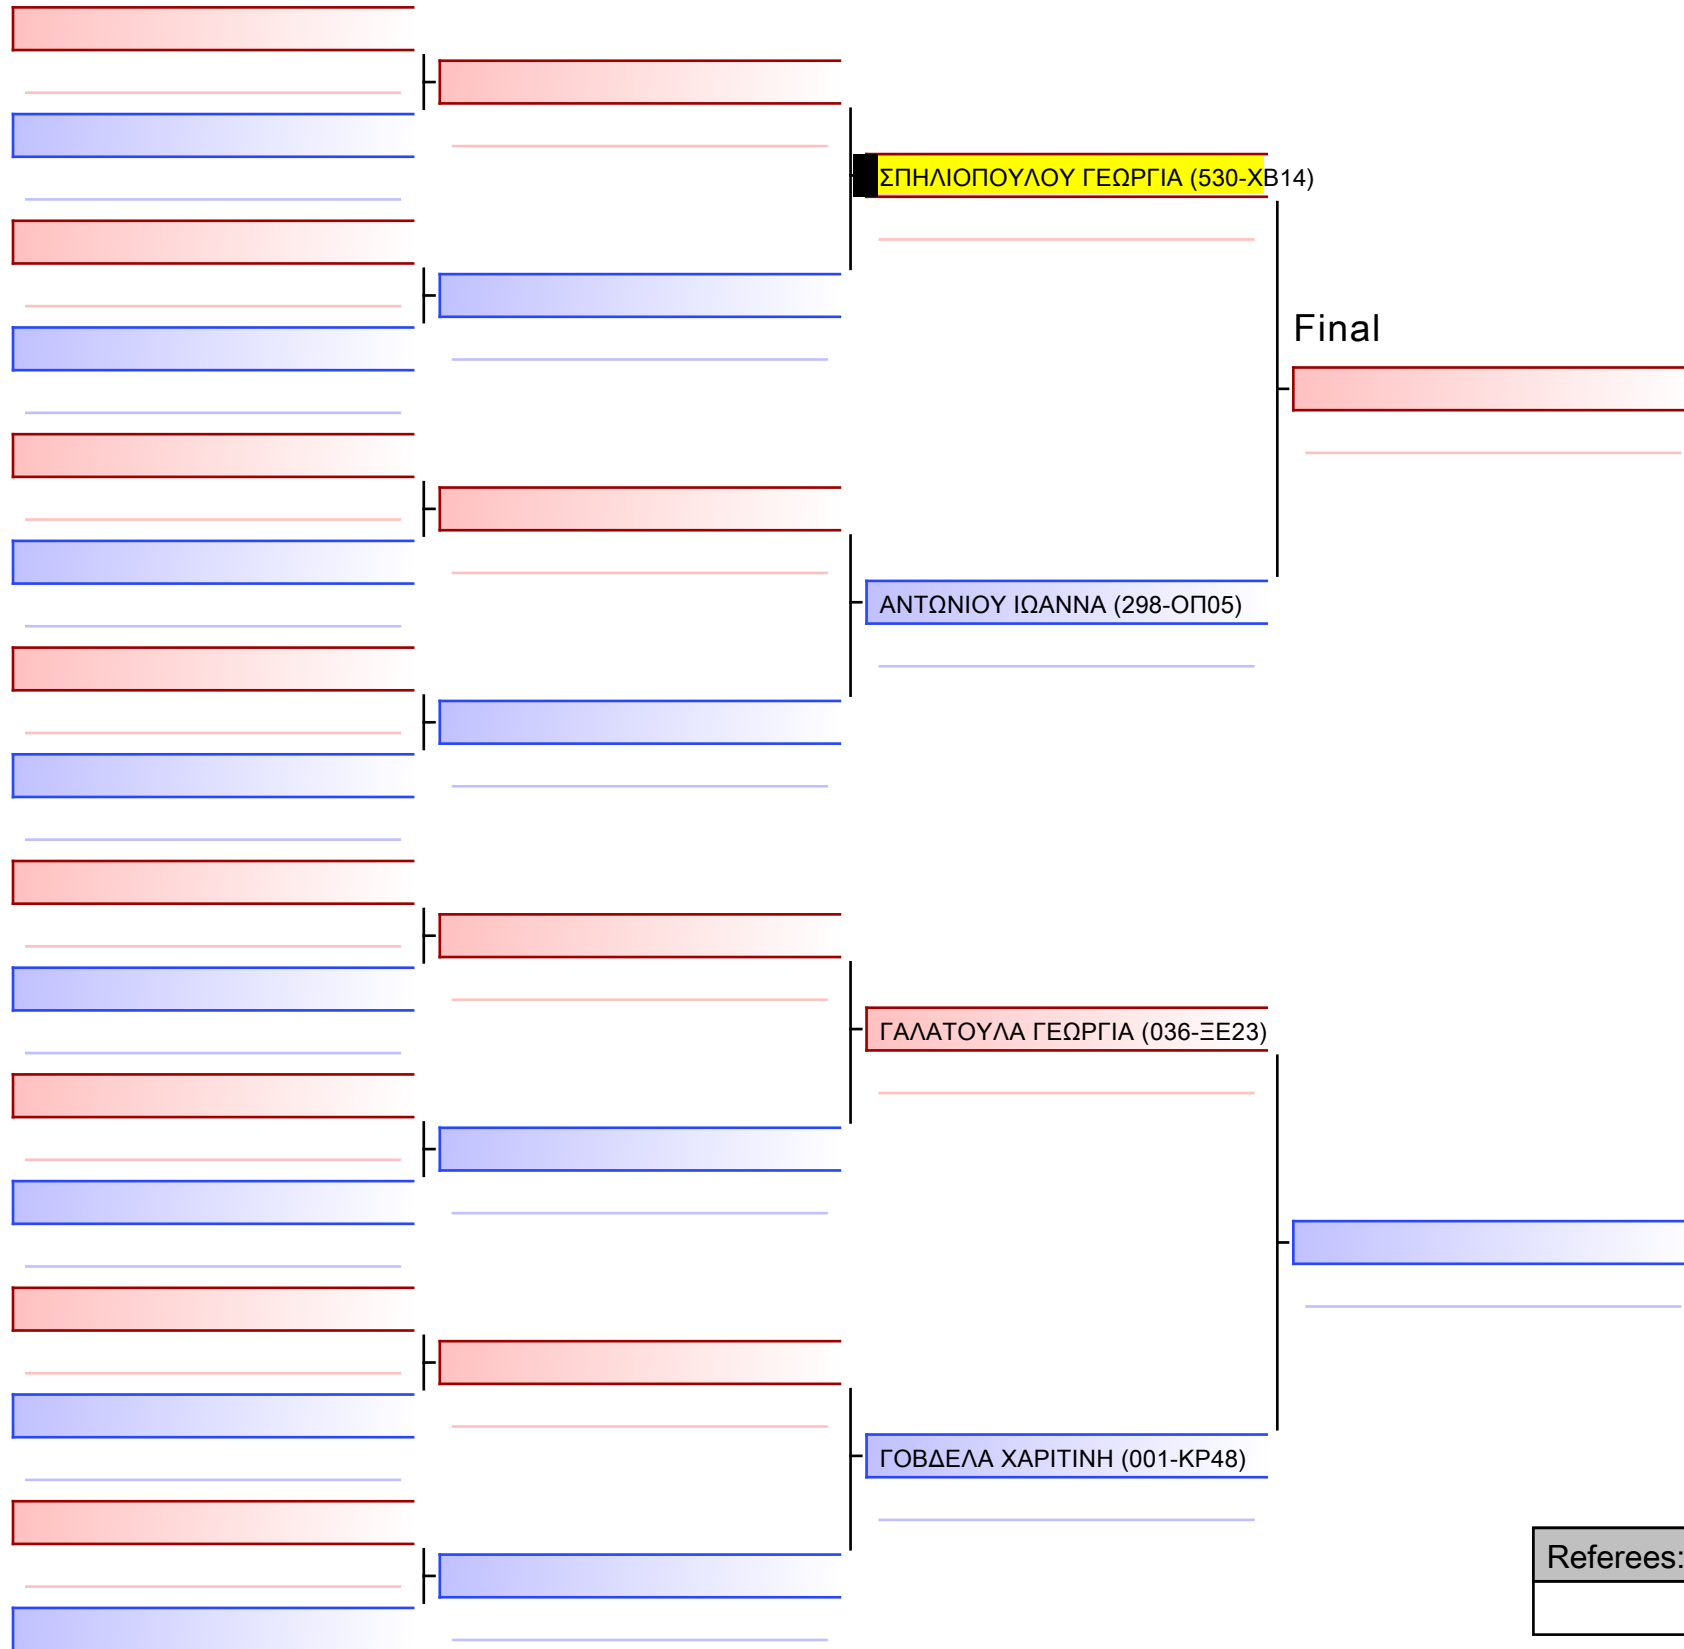 ΣΠΗΛΙΟΠΟΥΛΟΥ ΓΕΩΡΓΙΑ (530-ΧΒ14)
Final
ΑΝΤΩΝΙΟΥ ΙΩΑΝΝΑ (298-ΟΠ05)
ΓΑΛΑΤΟΥΛΑ ΓΕΩΡΓΙΑ (036-ΞΕ23)
ΓΟΒΔΕΛΑ ΧΑΡΙΤΙΝΗ (001-ΚΡ48)
Referees: